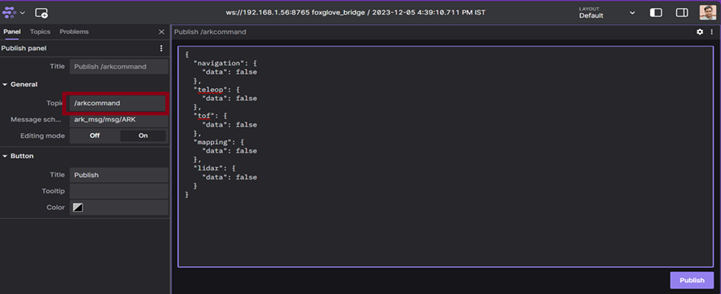 ws://192.168.1.56:8765 foxglove_bridge / 2023-12-05 4:39:10.711 PM IST
LAYOUT
Default
Panel Topics Problems
Publish panel
Title Publish /arkcommand
General
Topic /arkcommand
Message sch... ark_msg/msg/ARK
Editing mode Off On
Button
Title Publish
Tooltip
Color
Publish /arkcommand
{
"navigation": {
"data": false
},
"teleop": {
"data": false
},
"tof": {
"data": false
},
"mapping": {
"data": false
},
"lidar": {
"data": false
}
}
Publish